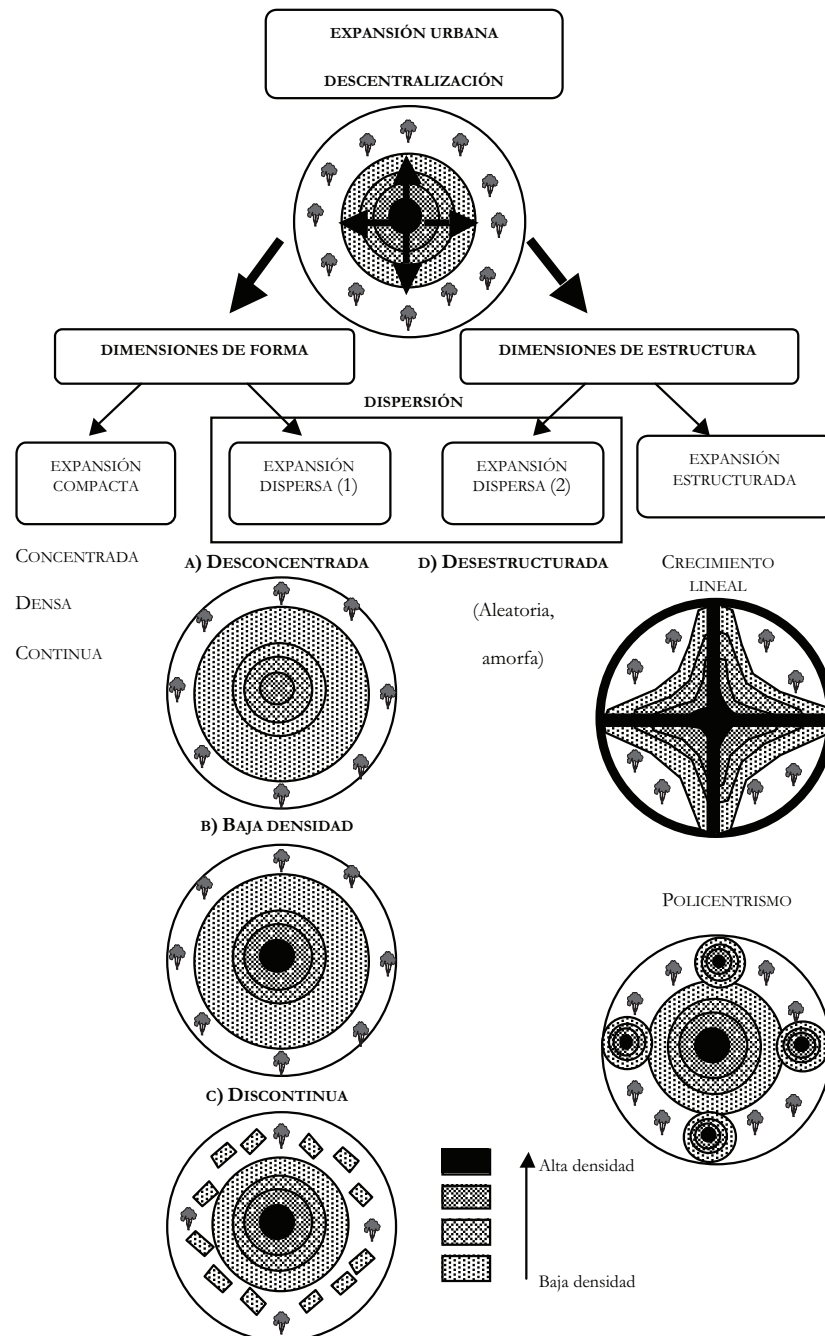 EXPANSIÓN URBANA
DESCENTRALIZACIÓN
DIMENSIONES DE FORMA
DIMENSIONES DE ESTRUCTURA
DISPERSIÓN
EXPANSIÓN
COMPACTA
EXPANSIÓN
DISPERSA (1)
EXPANSIÓN
DISPERSA (2)
EXPANSIÓN
ESTRUCTURADA
CONCENTRADA
DENSA
CONTINUA
A) DESCONCENTRADA
D) DESESTRUCTURADA
(Aleatoria,
amorfa)
CRECIMIENTO
LINEAL
B) BAJA DENSIDAD
POLICENTRISMO
C) DISCONTINUA
Alta densidad
Baja densidad